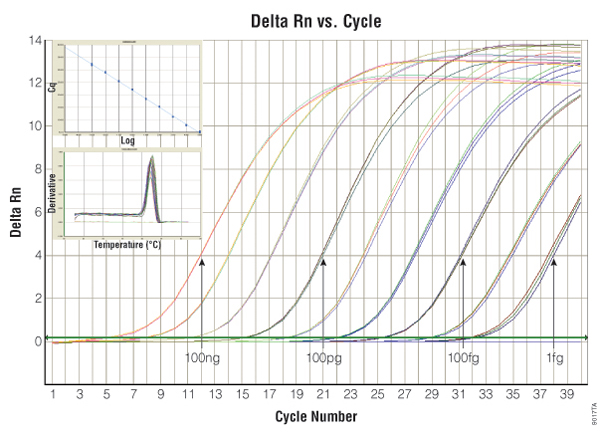 Delta Rn vs. Cycle
Delta Rn
14
12
10
8
6
4
2
0
Cq
Log
Derivative
Temperature (°C)
100ng
100pg
100fg
1fg
1 3 5 7 9 11 13 15 17 19 21 23 25 27 29 31 33 35 37 39
Cycle Number
9017TA